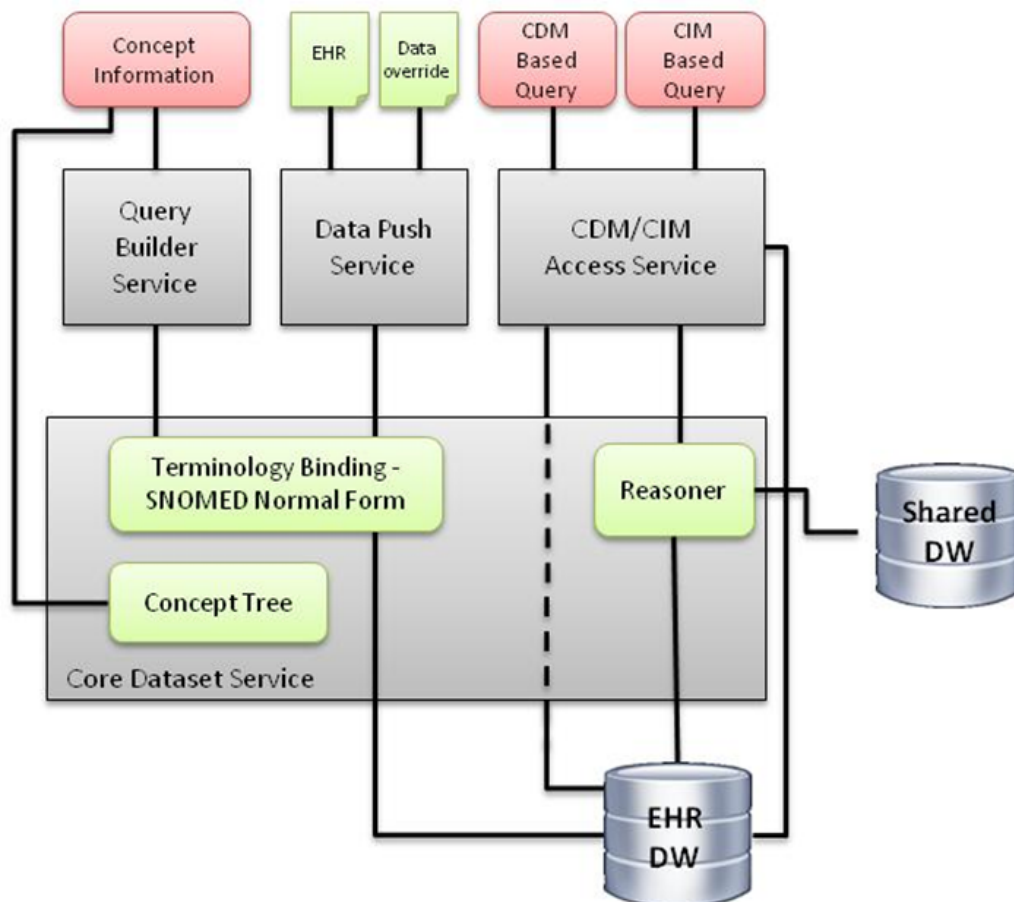 Concept
Information
EHR
Data
override
CDM
Based
Query
CIM
Based
Query
Query
Builder
Service
Data Push
Service
CDM/CIM
Access Service
Terminology Binding -
SNOMED Normal Form
Reasoner
Shared
DW
Concept Tree
Core Dataset Service
EHR
DW